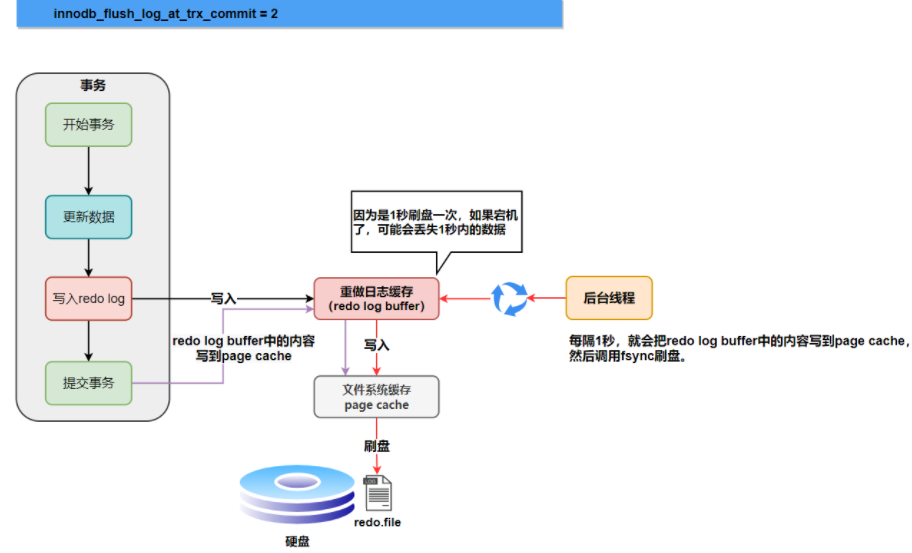 innodb_flush_log_at_trx_commit = 2
事务
开始事务
更新数据
写入redo log
提交事务
写入
redo log buffer中的内容
写到page cache
因为是1秒刷盘一次，如果宕机
了，可能会丢失1秒内的数据
重做日志缓存
(redo log buffer)
后台线程
每隔1秒，就会把redo log buffer中的内容写到page cache,
然后调用fsync刷盘。
写入
文件系统缓存
page cache
刷盘
LOG
redo.file
硬盘